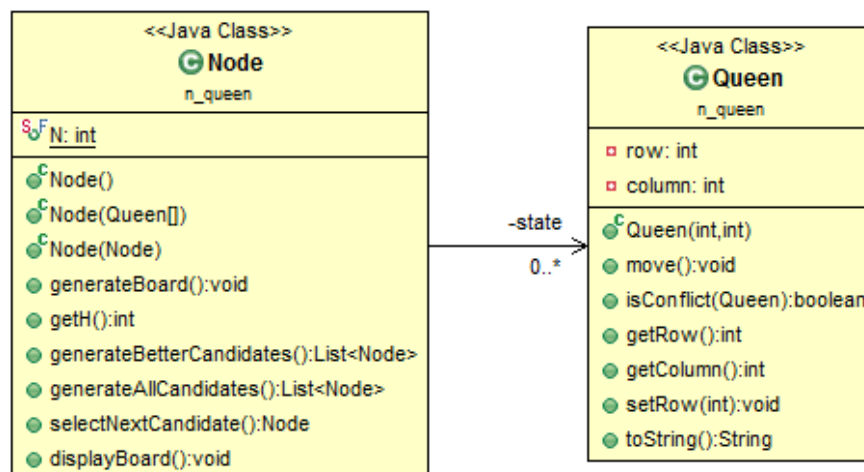 <<Java Class>>
C Node
n_queen
S F N: int
C Node()
C Node(Queen[])
C Node(Node)
generateBoard():void
getH():int
generateBetterCandidates():List<Node>
generateAllCandidates():List<Node>
selectNextCandidate():Node
displayBoard():void
-state
0..*
<<Java Class>>
C Queen
n_queen
row: int
column: int
C Queen(int,int)
move():void
isConflict(Queen):boolean
getRow():int
getColumn():int
setRow(int):void
toString():String